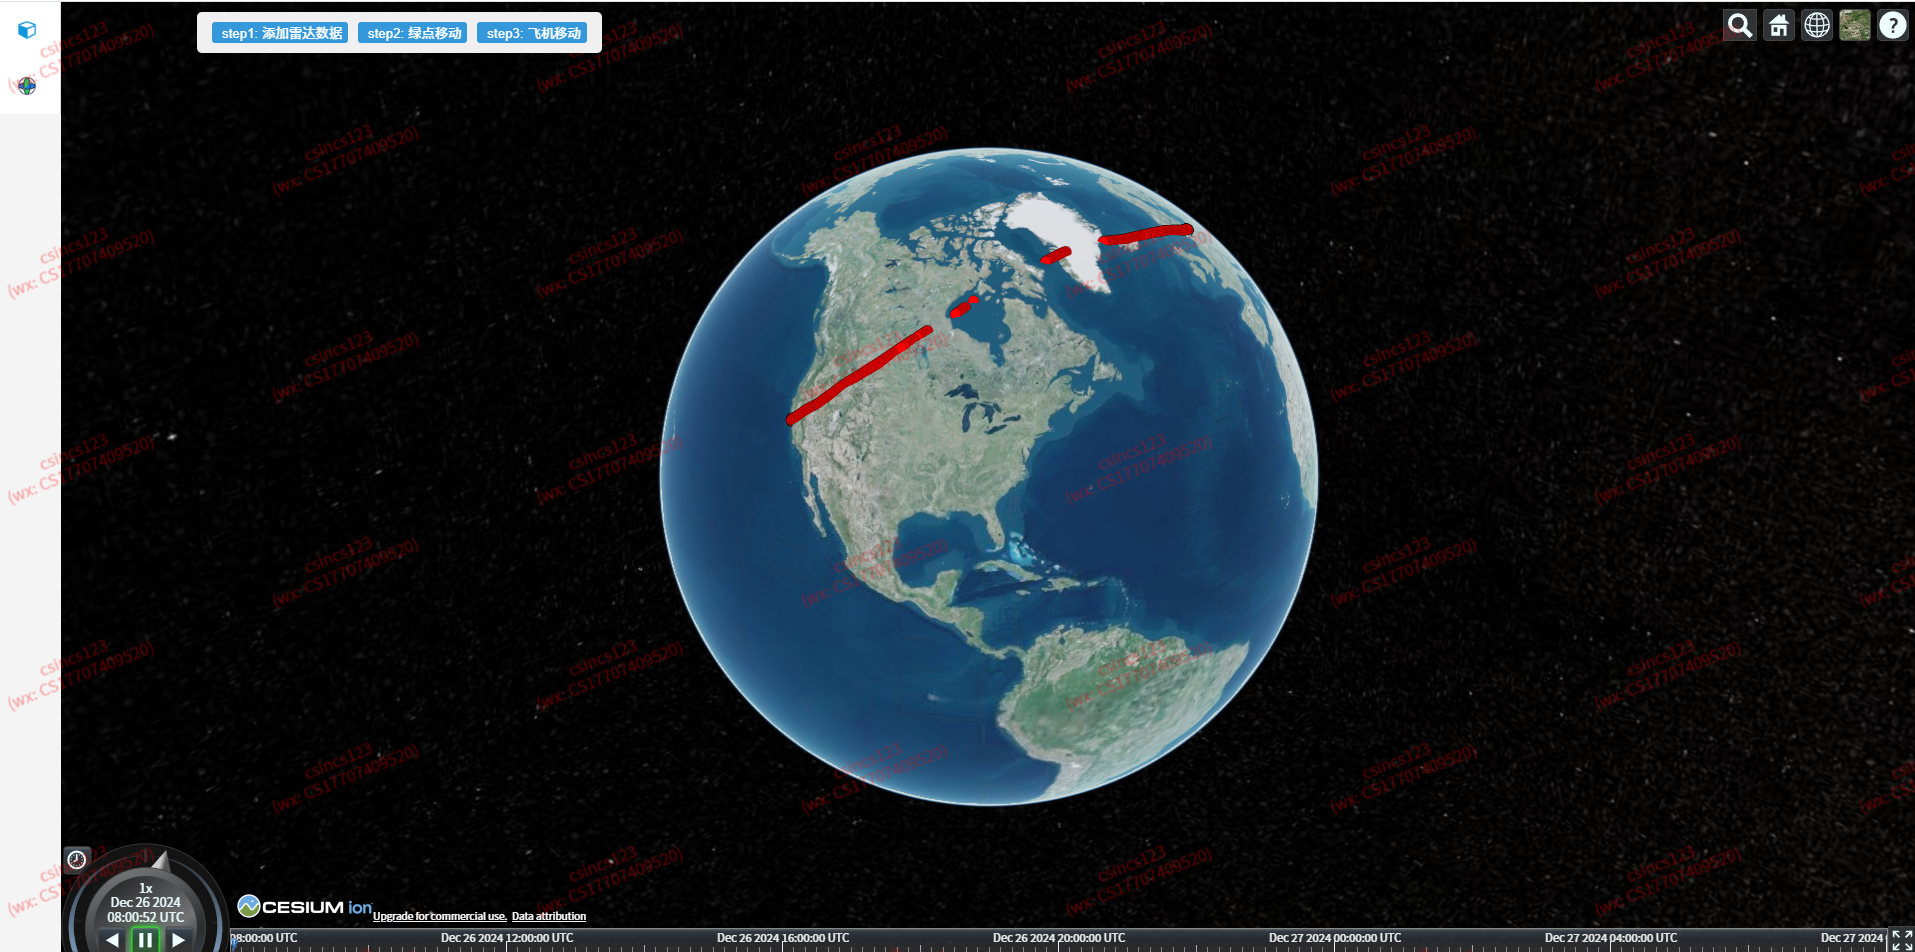 step1: 添加雷达数据
step2: 绿点移动
step3: 飞机移动
?
csincs123
(wx: CS17707409520)
1x
Dec 26 2024
08:00:52 UTC
CESIUM ion
Upgrade for commercial use.
Data attribution
08:00:00 UTC
Dec 26 2024 12:00:00 UTC
Dec 26 2024 16:00:00 UTC
Dec 26 2024 20:00:00 UTC
Dec 27 2024 00:00:00 UTC
Dec 27 2024 04:00:00 UTC
Dec 27 2024